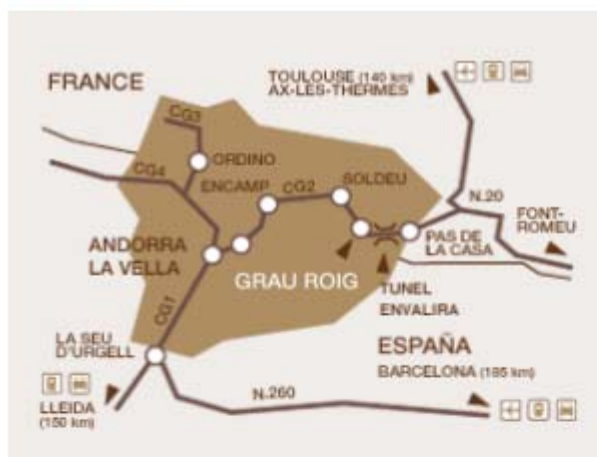 FRANCE
TOULOUSE (140 km)
AX-LES-THERMES
CG3
ORDINO
CG4
ENCAMP
CG2
SOLDEU
N.20
FONT-
ROMEU
ANDORRA
LA VELLA
PAS DE
LA CASA
GRAU ROIG
TUNEL
ENVALIRA
CG1
LA SEU
D'URGELL
ESPAÑA
BARCELONA (185 km)
N.260
LLEIDA
(150 km)